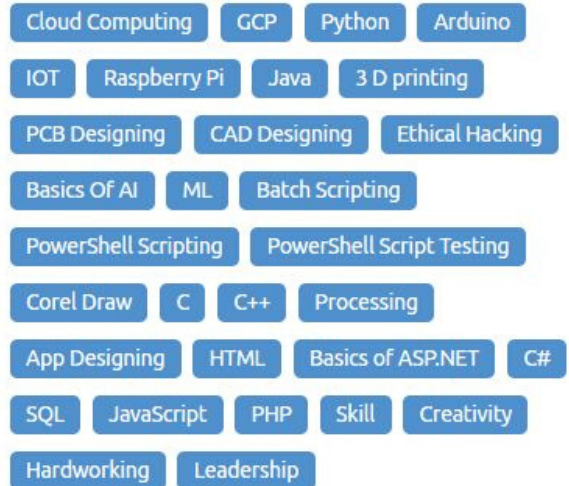 Cloud Computing GCP Python Arduino
IOT Raspberry Pi Java 3 D printing
PCB Designing CAD Designing Ethical Hacking
Basics Of AI ML Batch Scripting
PowerShell Scripting PowerShell Script Testing
Corel Draw C C++ Processing
App Designing HTML Basics of ASP.NET C#
SQL JavaScript PHP Skill Creativity
Hardworking Leadership